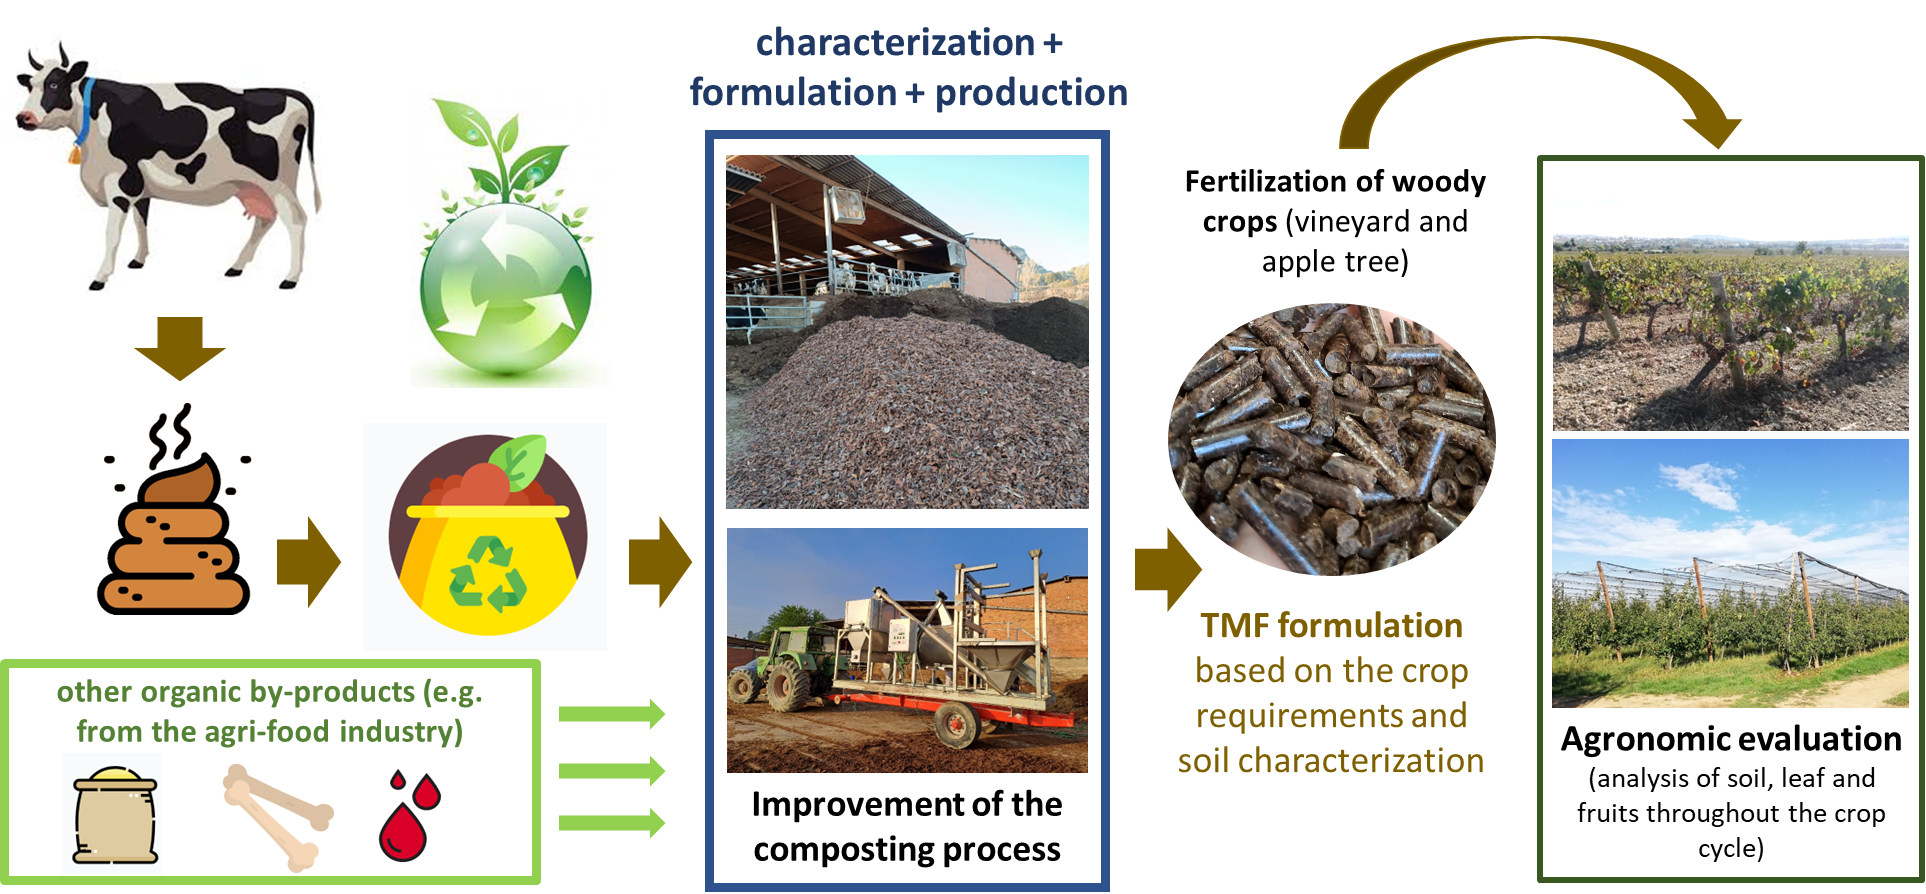 characterization +
formulation + production
Fertilization of woody
crops (vineyard and
apple tree)
other organic by-products (e.g.
from the agri-food industry)
Improvement of the
composting process
TMF formulation
based on the crop
requirements and
soil characterization
Agronomic evaluation
(analysis of soil, leaf and
fruits throughout the crop
cycle)